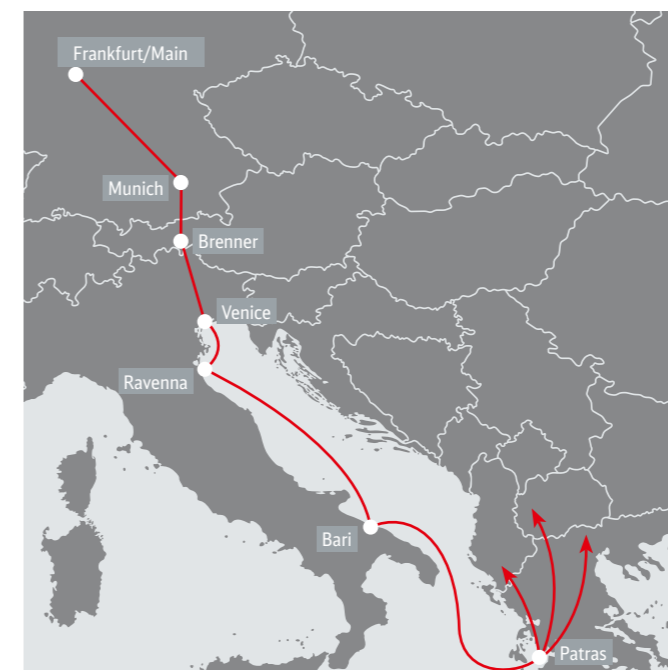 Frankfurt/Main
Munich
Brenner
Venice
Ravenna
Bari
Patras